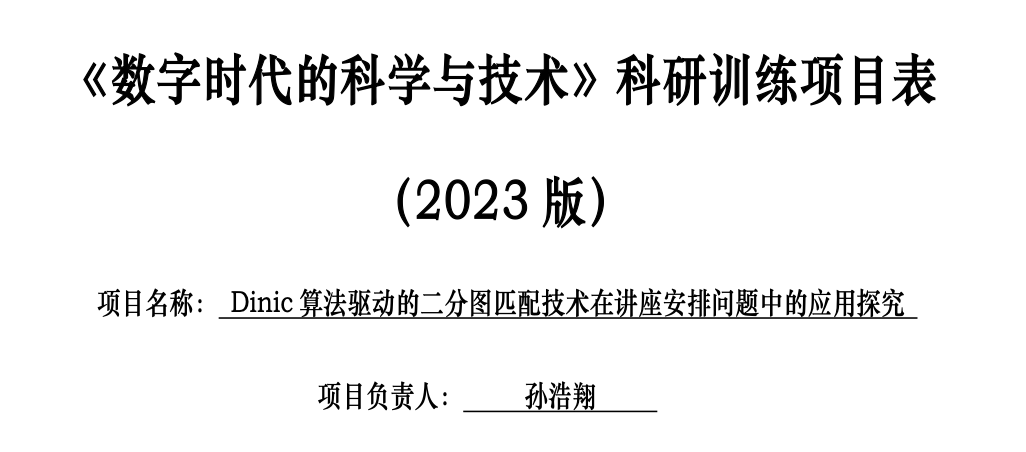 《数字时代的科学与技术》科研训练项目表
（2023 版）
项目名称： Dinic 算法驱动的二分图匹配技术在讲座安排问题中的应用探究
项目负责人： 孙浩翔